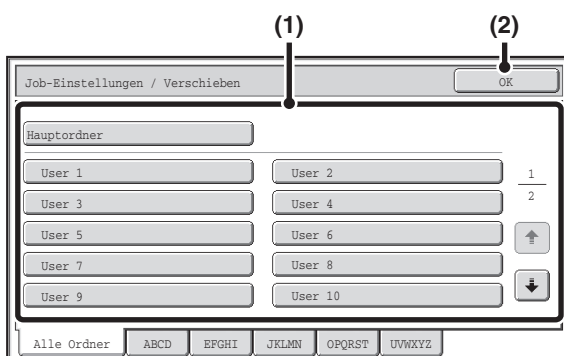 (1) (2)
Job-Einstellungen / Verschieben OK
Hauptordner
User 1 User 2 1
User 3 User 4 2
User 5 User 6
User 7 User 8
User 9 User 10
Alle Ordner ABCD EFGHI JKLMN OPQRST UVWXYZ